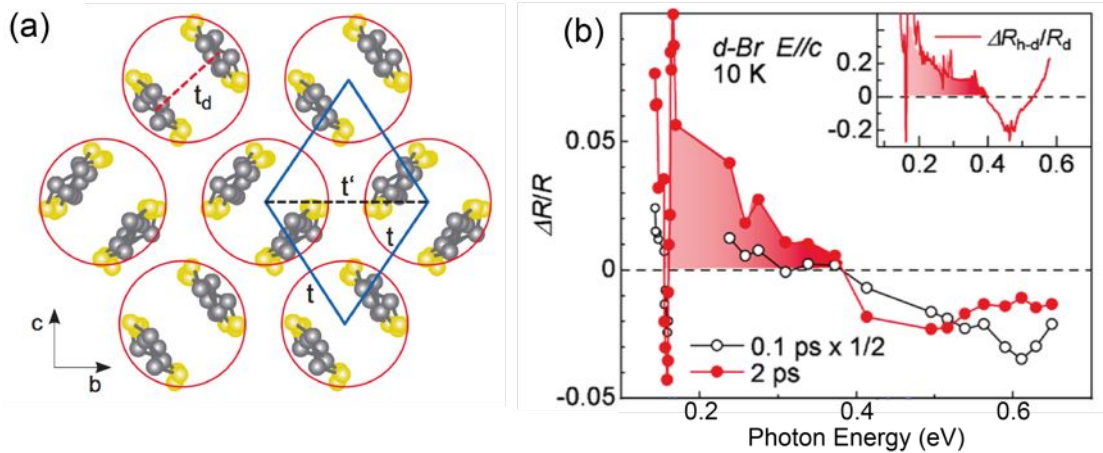 (a)
t_d
t'
t
t
c
b
(b)
d-Br E//c
10 K
ΔR_h-d/R_d
0.2
0
-0.2
0.2 0.4 0.6
0.05
0
-0.05
ΔR/R
0.1 ps x 1/2
2 ps
0.2 0.4 0.6
Photon Energy (eV)